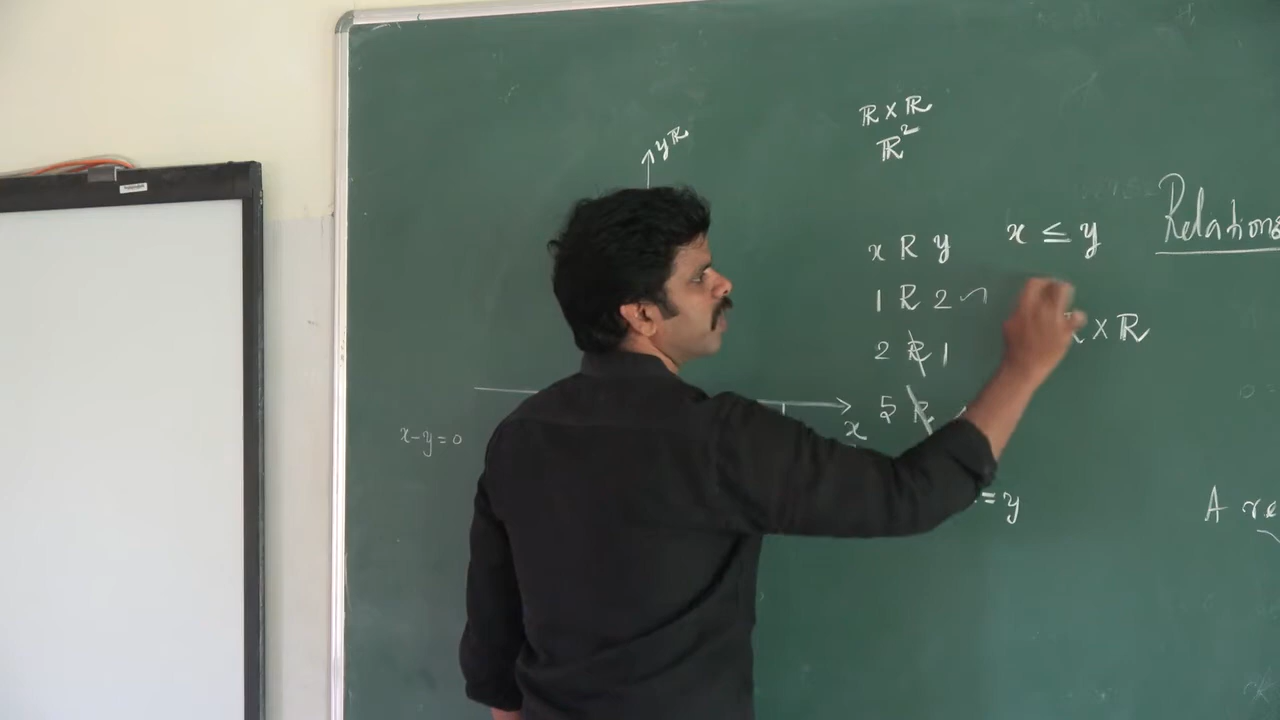 ℝ × ℝ
ℝ²
y ℝ
Relations
x R y x ≤ y
1 R 2
× ℝ
2 R̸ 1
5 R̸
x
x-y=0
= y
A re